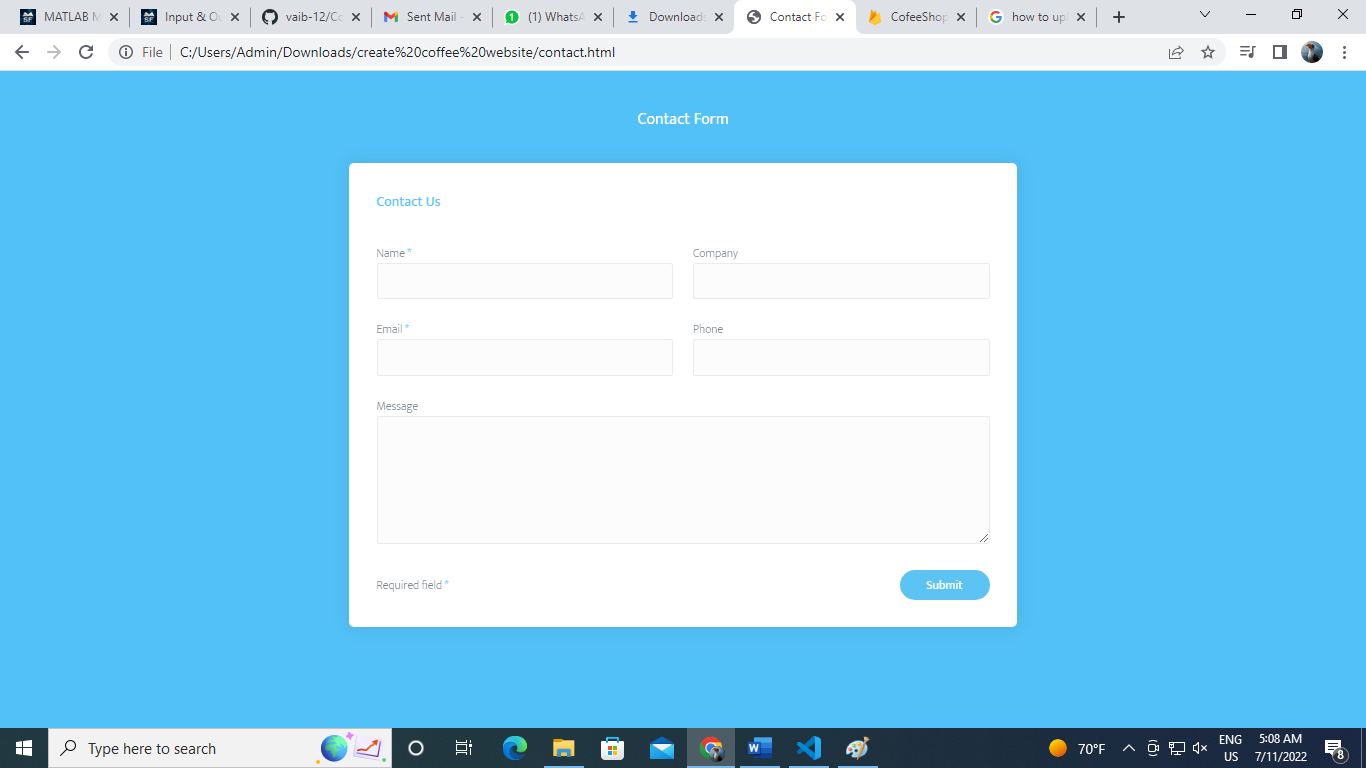 MATLAB M
Input & Ou
vaib-12/Co
Sent Mail -
(1) WhatsA
Downloads
Contact Fo
CofeeShop
how to upl
File
C:/Users/Admin/Downloads/create%20coffee%20website/contact.html
Contact Form
Contact Us
Name *
Company
Email *
Phone
Message
Required field *
Submit
Type here to search
70°F
ENG
US
5:08 AM
7/11/2022
8